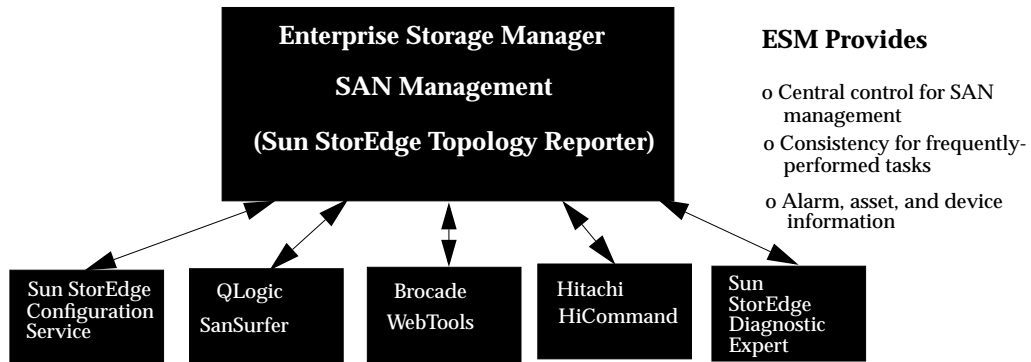 Enterprise Storage Manager
SAN Management
(Sun StorEdge Topology Reporter)
ESM Provides
o Central control for SAN
management
o Consistency for frequently-
performed tasks
o Alarm, asset, and device
information
Sun StorEdge
Configuration
Service
QLogic
SanSurfer
Brocade
WebTools
Hitachi
HiCommand
Sun
StorEdge
Diagnostic
Expert